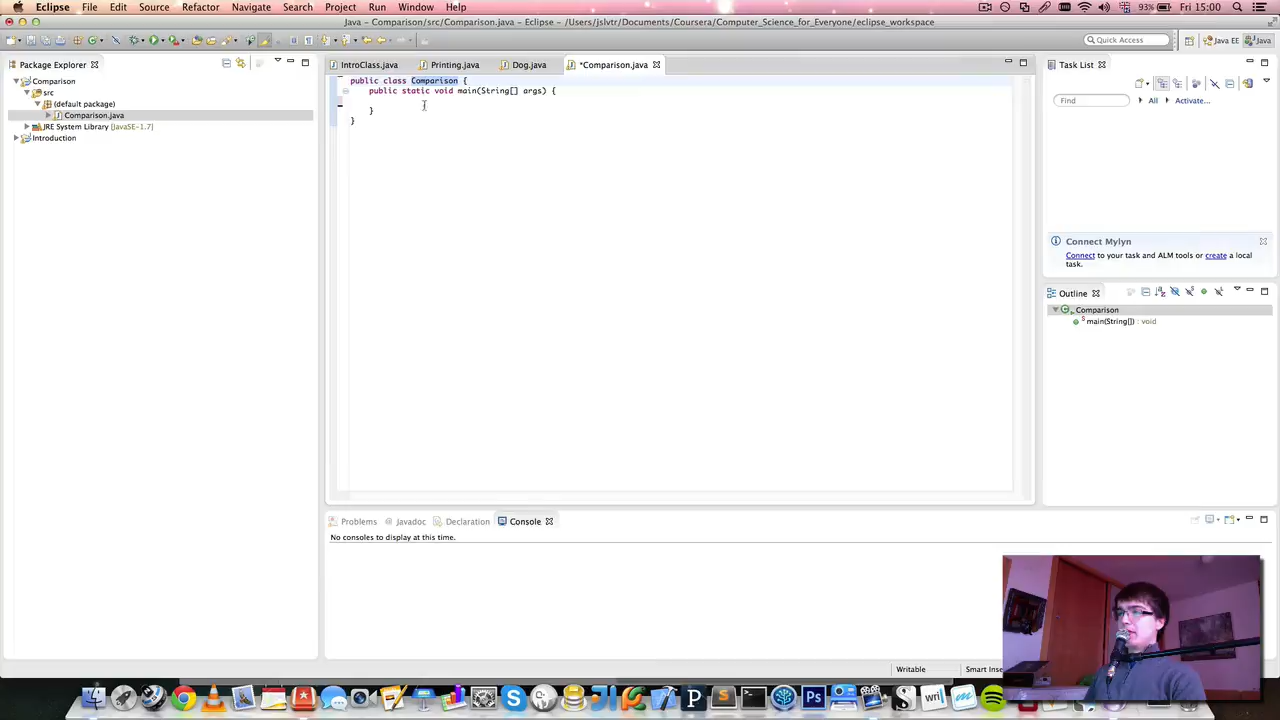 Eclipse File Edit Source Refactor Navigate Search Project Run Window Help 93% Fri 15:00
Java – Comparison/src/Comparison.java – Eclipse – /Users/jslvtr/Documents/Coursera/Computer_Science_for_Everyone/eclipse_workspace
Quick Access Java EE Java
Package Explorer
Comparison
src
(default package)
Comparison.java
JRE System Library [JavaSE-1.7]
Introduction
IntroClass.java Printing.java Dog.java *Comparison.java
public class Comparison {
public static void main(String[] args) {
}
}
Task List
Find All Activate...
Connect Mylyn
Connect to your task and ALM tools or create a local
task.
Outline
Comparison
main(String[]) : void
Problems Javadoc Declaration Console
No consoles to display at this time.
Writable Smart Inse